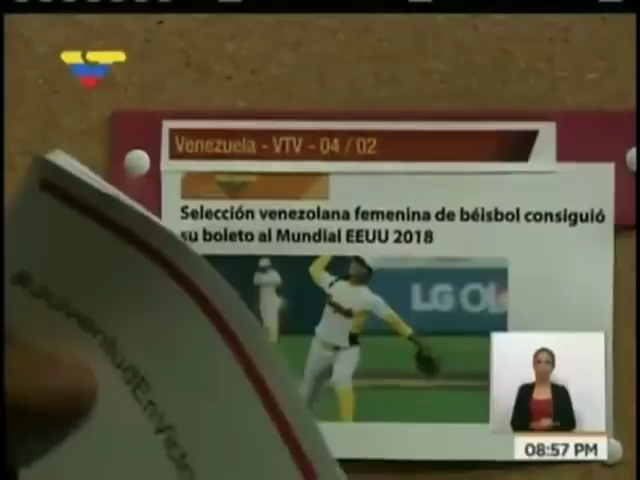 Venezuela - VTV - 04 / 02
Selección venezolana femenina de béisbol consiguió
su boleto al Mundial EEUU 2018
LG
08:57 PM